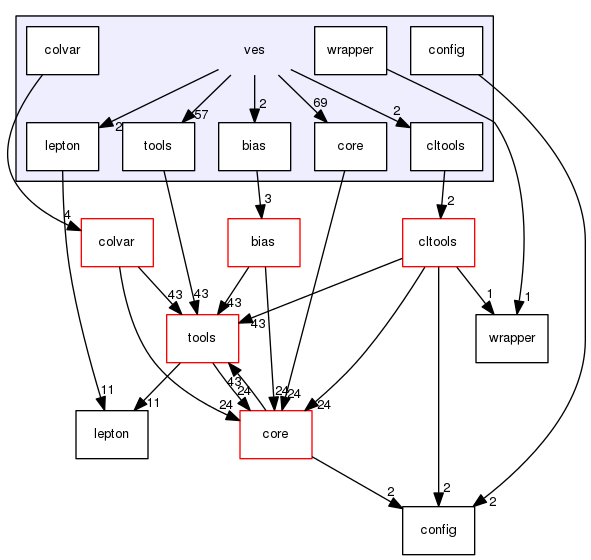 colvar ves wrapper config
2 57 2 69 2
lepton tools bias core cltools
4 3 2
colvar bias cltools
43 43 43 43 1 1
tools wrapper
11 11 24 43 24 24 24 24
lepton core
2 2 2
config